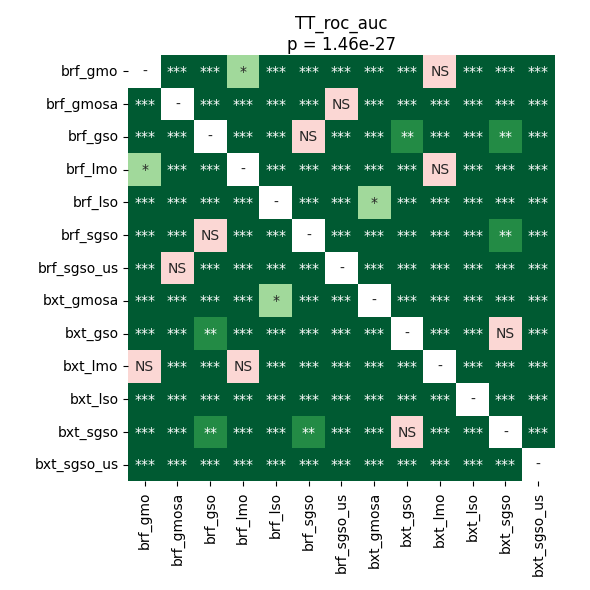 TT_roc_auc
p = 1.46e-27
brf_gmo - *** *** * *** *** *** *** *** NS *** *** ***
brf_gmosa *** - *** *** *** *** NS *** *** *** *** *** ***
brf_gso *** *** - *** *** NS *** *** ** *** *** ** ***
brf_lmo * *** *** - *** *** *** *** *** NS *** *** ***
brf_lso *** *** *** *** - *** *** * *** *** *** *** ***
brf_sgso *** *** NS *** *** - *** *** *** *** *** ** ***
brf_sgso_us *** NS *** *** *** *** - *** *** *** *** *** ***
bxt_gmosa *** *** *** *** * *** *** - *** *** *** *** ***
bxt_gso *** *** ** *** *** *** *** *** - *** *** NS ***
bxt_lmo NS *** *** NS *** *** *** *** *** - *** *** ***
bxt_lso *** *** *** *** *** *** *** *** *** *** - *** ***
bxt_sgso *** *** ** *** *** ** *** *** NS *** *** - ***
bxt_sgso_us *** *** *** *** *** *** *** *** *** *** *** *** -
brf_gmo
brf_gmosa
brf_gso
brf_lmo
brf_lso
brf_sgso
brf_sgso_us
bxt_gmosa
bxt_gso
bxt_lmo
bxt_lso
bxt_sgso
bxt_sgso_us